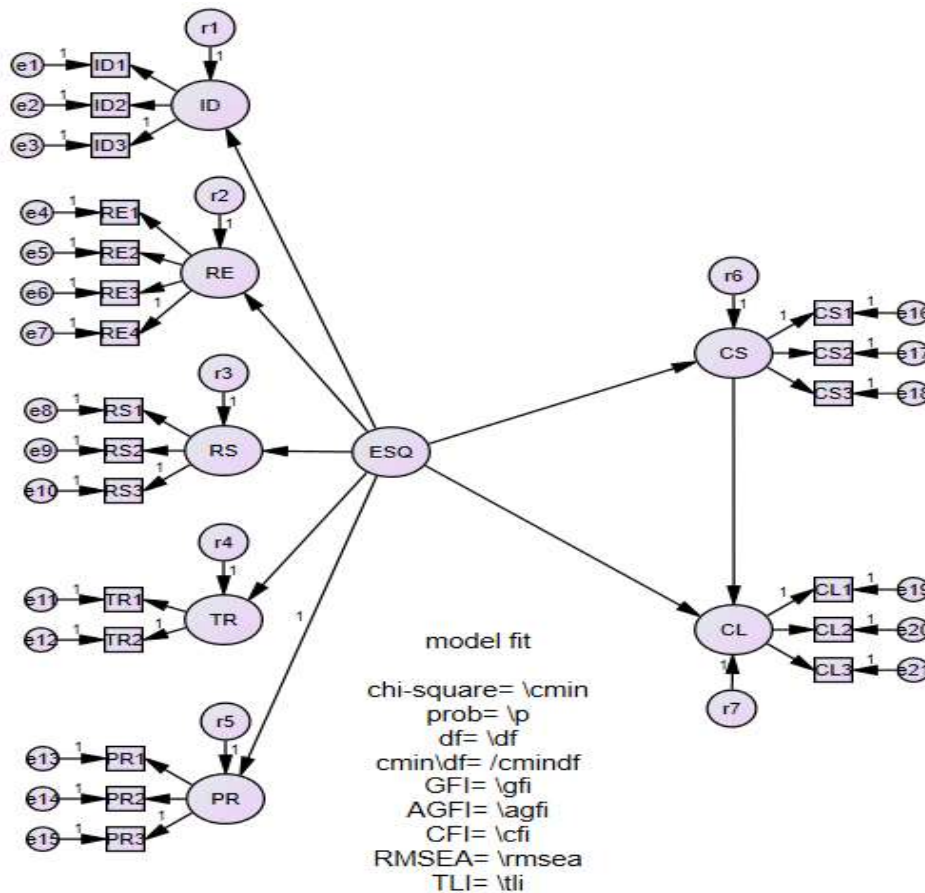 r1
1
e1 1 ID1
e2 1 ID2 ID
1
e3 1 ID3
r2
1
e4 1 RE1
e5 1 RE2
RE
e6 1 RE3
1
e7 1 RE4
r3
1
e8 1 RS1
e9 1 RS2 RS
1
e10 1 RS3
r4
1
e11 1 TR1
TR
e12 1 TR2 1
r5
1
e13 1 PR1
e14 1 PR2 PR
1
e15 1 PR3
ESQ
1
r6
1
1 CS1 1 e16
CS CS2 1 e17
CS3 1 e18
1 CL1 1 e19
CL CL2 1 e20
CL3 1 e21
1
r7
model fit
chi-square= \cmin
prob= \p
df= \df
cmin\df= /cmindf
GFI= \gfi
AGFI= \agfi
CFI= \cfi
RMSEA= \rmsea
TLI= \tli